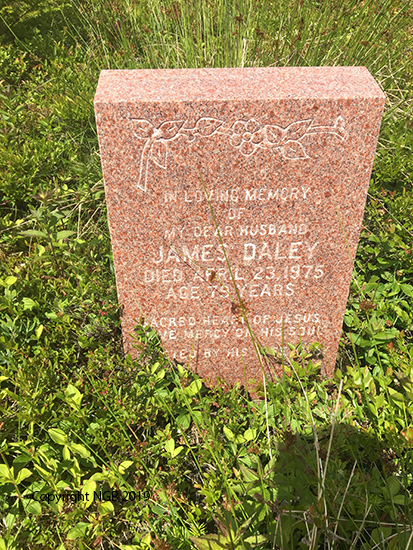 IN LOVING MEMORY
OF
MY DEAR HUSBAND
JAMES DALEY
DIED APRIL 23, 1975
AGE 79 YEARS
SACRED HEART OF JESUS
MERCY ON HIS SOUL
BY HIS
Copyright NGB 2019